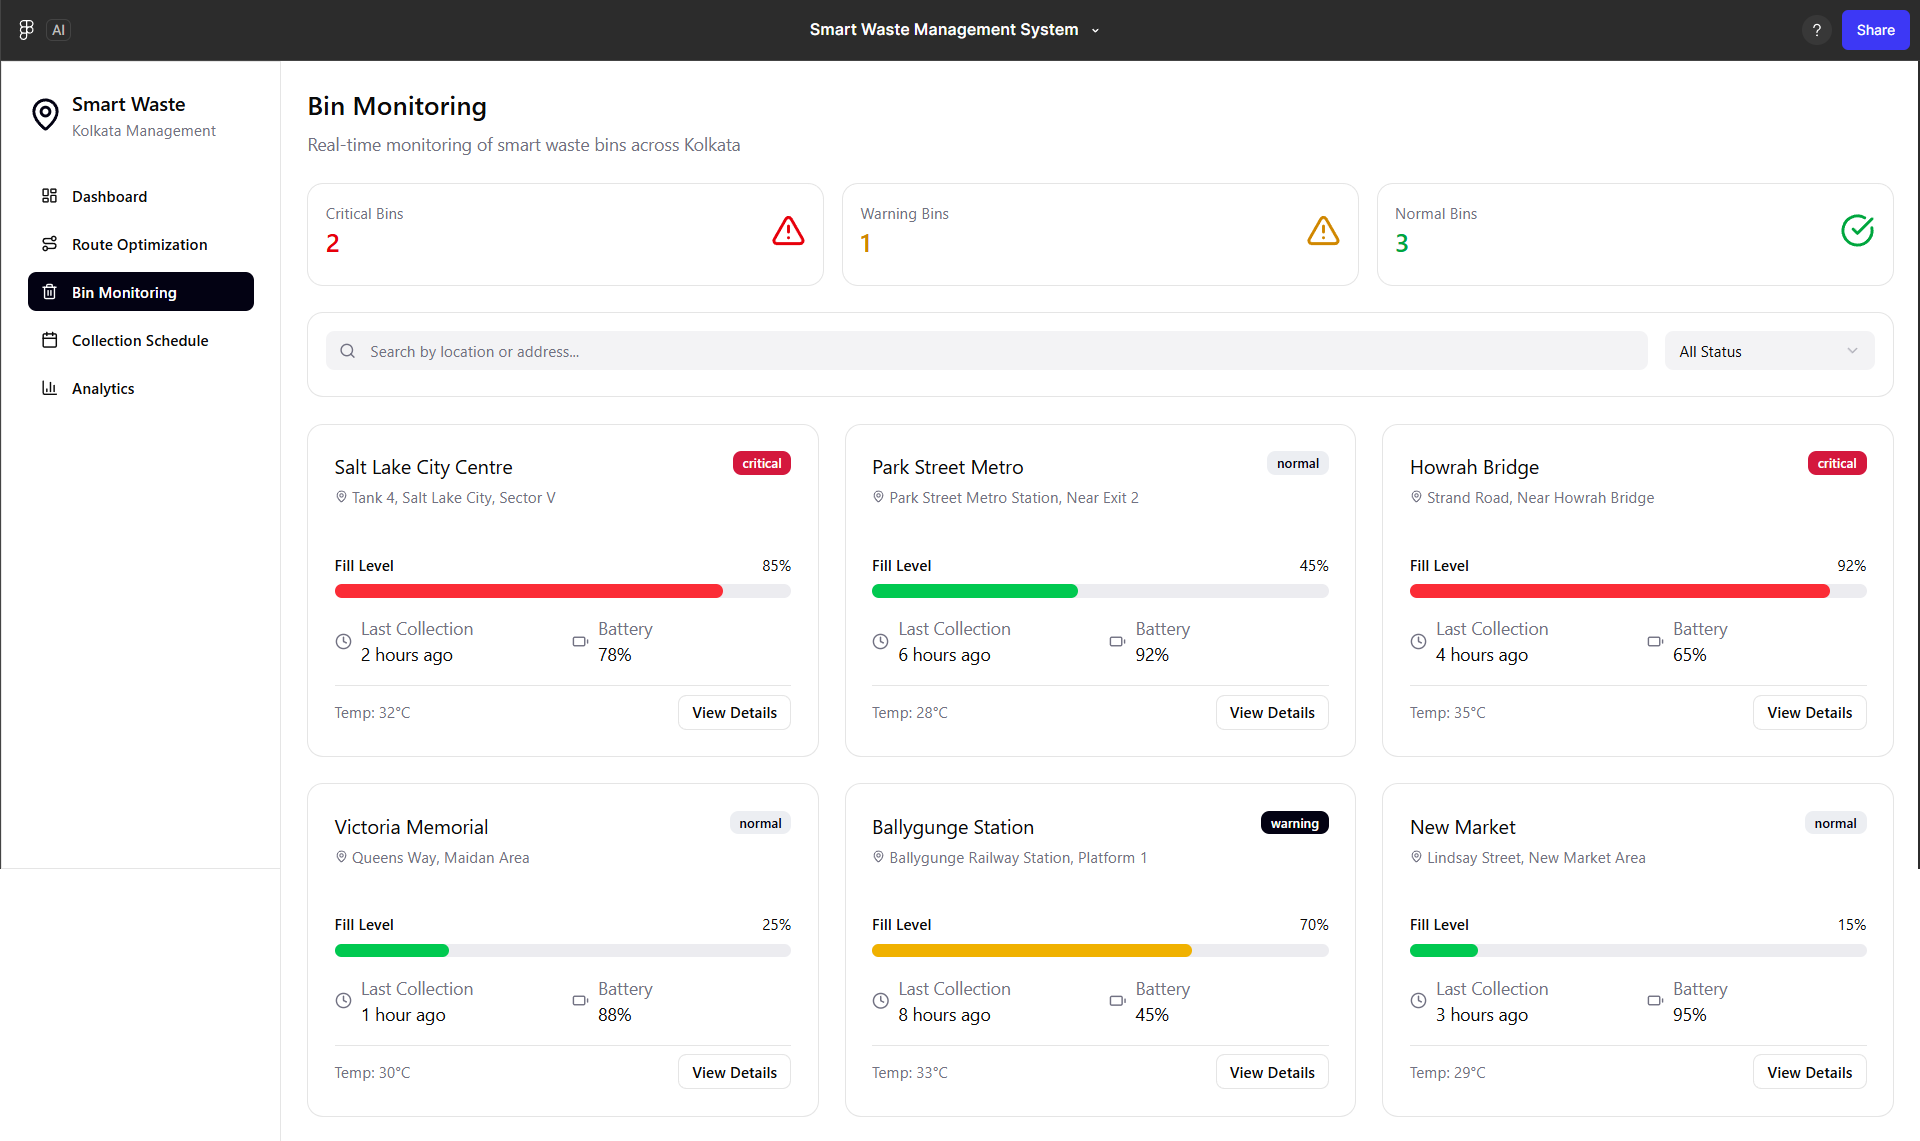 AI
Smart Waste Management System
?
Share
Smart Waste
Kolkata Management
Dashboard
Route Optimization
Bin Monitoring
Collection Schedule
Analytics
Bin Monitoring
Real-time monitoring of smart waste bins across Kolkata
Critical Bins
2
Warning Bins
1
Normal Bins
3
Search by location or address...
All Status
Salt Lake City Centre
critical
Tank 4, Salt Lake City, Sector V
Fill Level
85%
Last Collection
2 hours ago
Battery
78%
Temp: 32°C
View Details
Park Street Metro
normal
Park Street Metro Station, Near Exit 2
Fill Level
45%
Last Collection
6 hours ago
Battery
92%
Temp: 28°C
View Details
Howrah Bridge
critical
Strand Road, Near Howrah Bridge
Fill Level
92%
Last Collection
4 hours ago
Battery
65%
Temp: 35°C
View Details
Victoria Memorial
normal
Queens Way, Maidan Area
Fill Level
25%
Last Collection
1 hour ago
Battery
88%
Temp: 30°C
View Details
Ballygunge Station
warning
Ballygunge Railway Station, Platform 1
Fill Level
70%
Last Collection
8 hours ago
Battery
45%
Temp: 33°C
View Details
New Market
normal
Lindsay Street, New Market Area
Fill Level
15%
Last Collection
3 hours ago
Battery
95%
Temp: 29°C
View Details